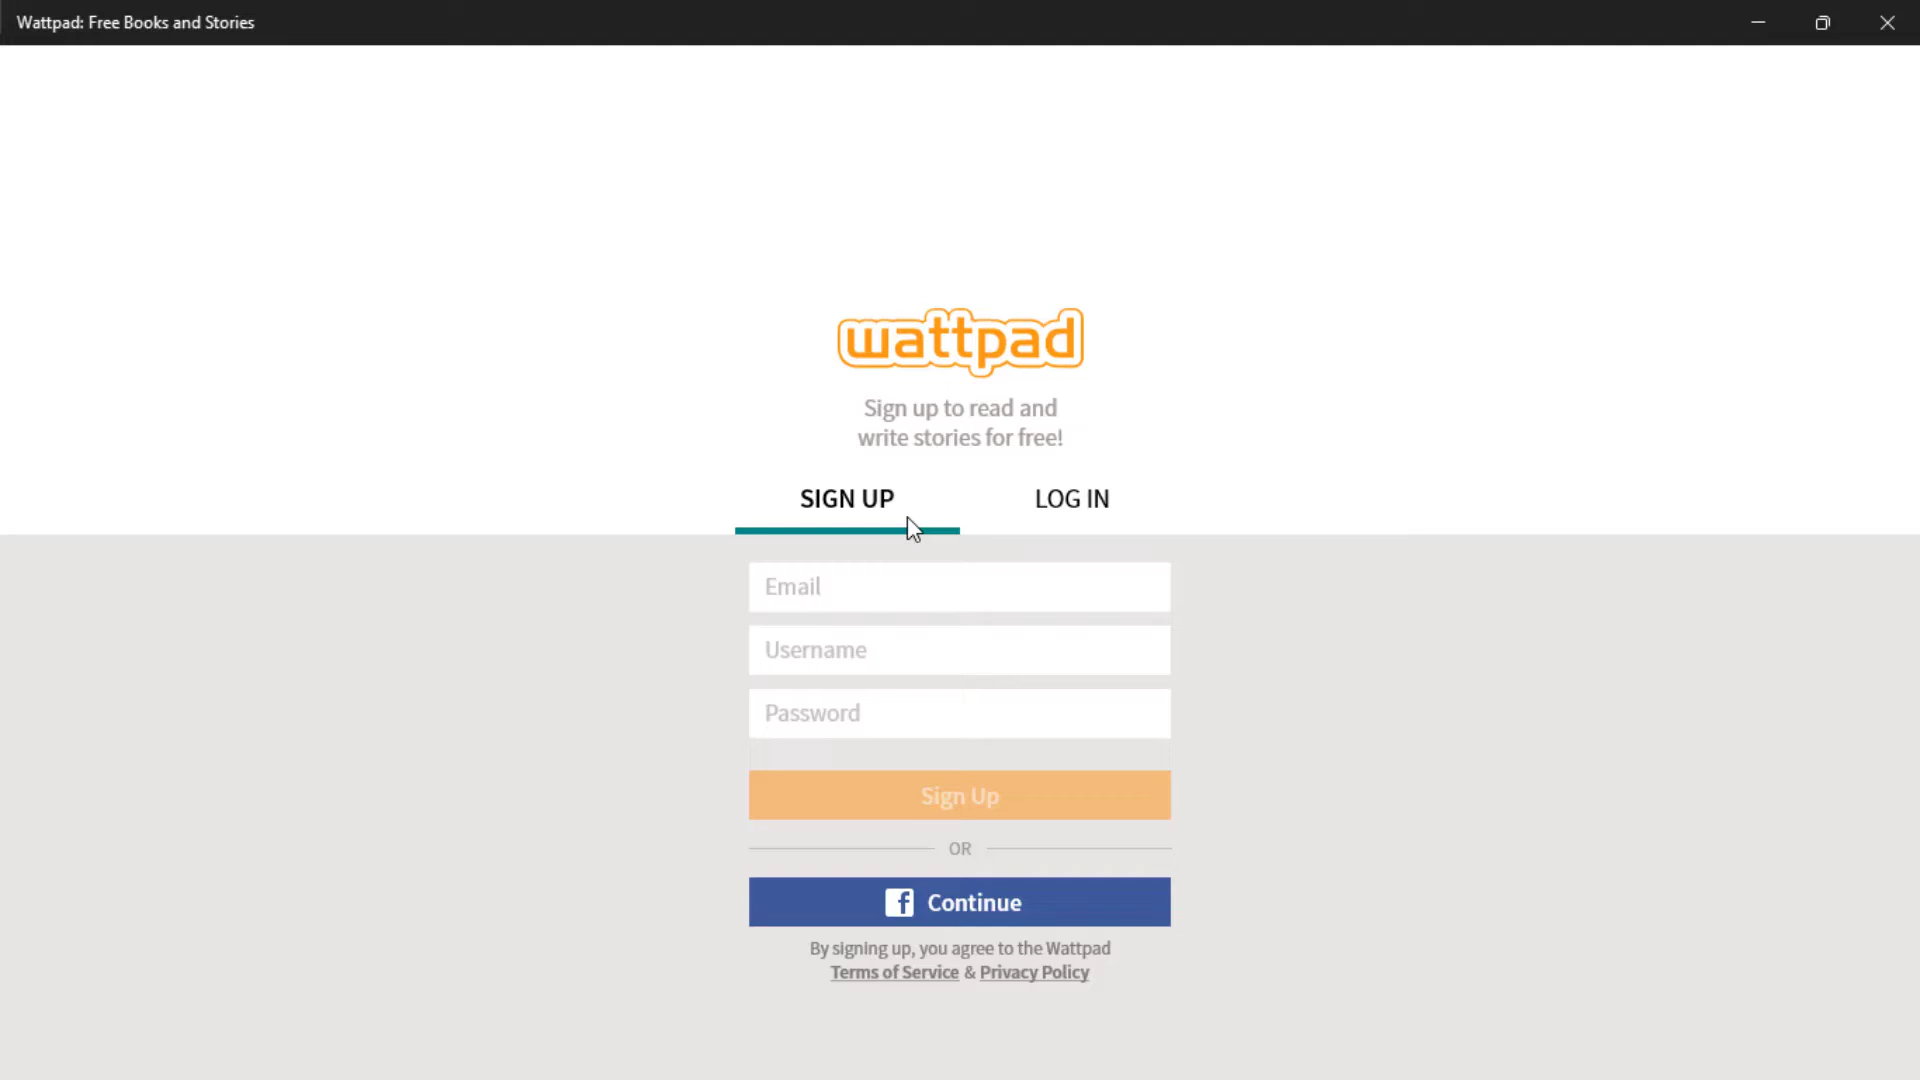 Wattpad: Free Books and Stories
wattpad
Sign up to read and
write stories for free!
SIGN UP
LOG IN
Email
Username
Password
Sign Up
OR
f Continue
By signing up, you agree to the Wattpad
Terms of Service & Privacy Policy